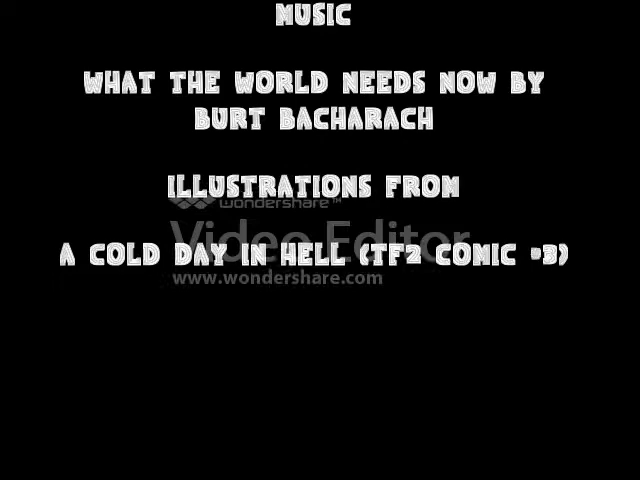 MUSIC
WHAT THE WORLD NEEDS NOW BY
BURT BACHARACH
ILLUSTRATIONS FROM
wondershare™
Video Editor
A COLD DAY IN HELL (TF2 COMIC #3)
www.wondershare.com